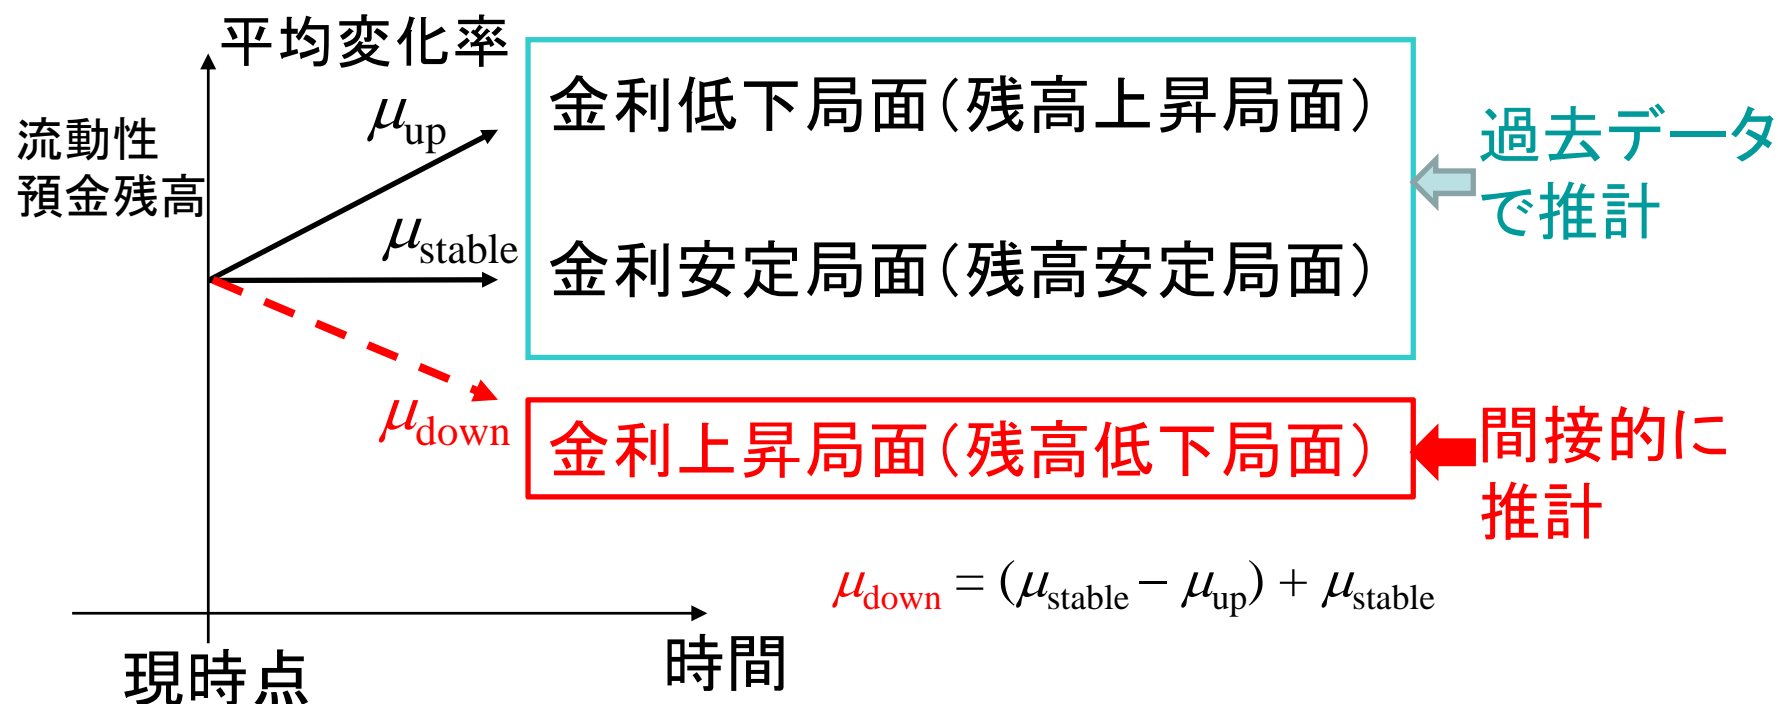 平均変化率
流動性
預金残高
μup
μstable
μdown
金利低下局面(残高上昇局面)
金利安定局面(残高安定局面)
過去データ
で推計
金利上昇局面(残高低下局面)
間接的に
推計
μdown = (μstable − μup) + μstable
現時点
時間